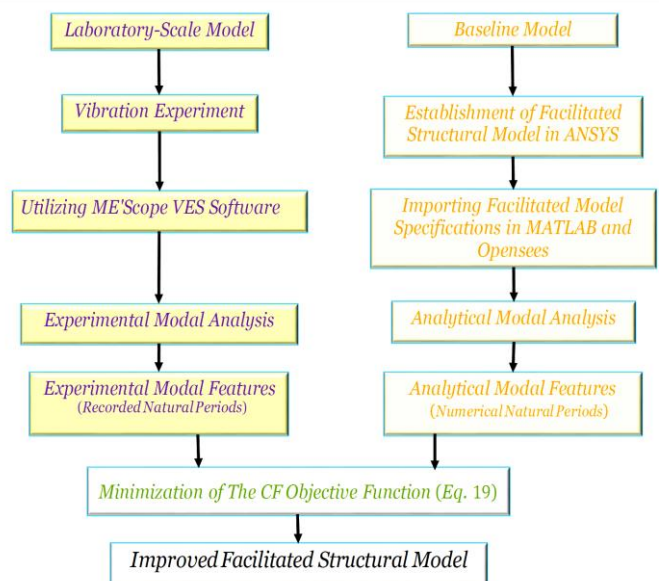 Laboratory-Scale Model
Vibration Experiment
Utilizing ME'Scope VES Software
Experimental Modal Analysis
Experimental Modal Features
(Recorded Natural Periods)
Baseline Model
Establishment of Facilitated
Structural Model in ANSYS
Importing Facilitated Model
Specifications in MATLAB and
Opensees
Analytical Modal Analysis
Analytical Modal Features
(Numerical Natural Periods)
Minimization of The CF Objective Function (Eq. 19)
Improved Facilitated Structural Model